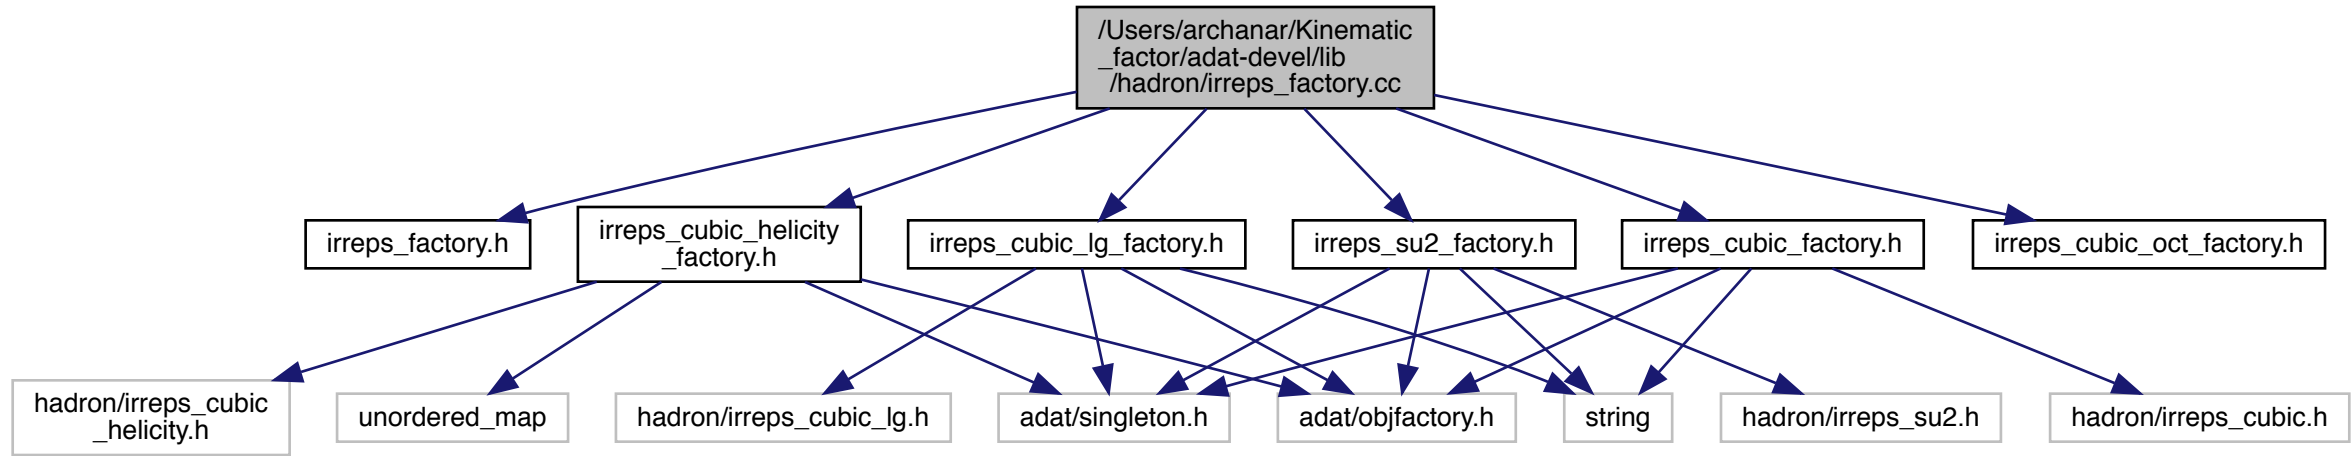 /Users/archanar/Kinematic
_factor/adat-devel/lib
/hadron/irreps_factory.cc
irreps_factory.h
irreps_cubic_helicity
_factory.h
irreps_cubic_lg_factory.h
irreps_su2_factory.h
irreps_cubic_factory.h
irreps_cubic_oct_factory.h
hadron/irreps_cubic
_helicity.h
unordered_map
hadron/irreps_cubic_lg.h
adat/singleton.h
adat/objfactory.h
string
hadron/irreps_su2.h
hadron/irreps_cubic.h